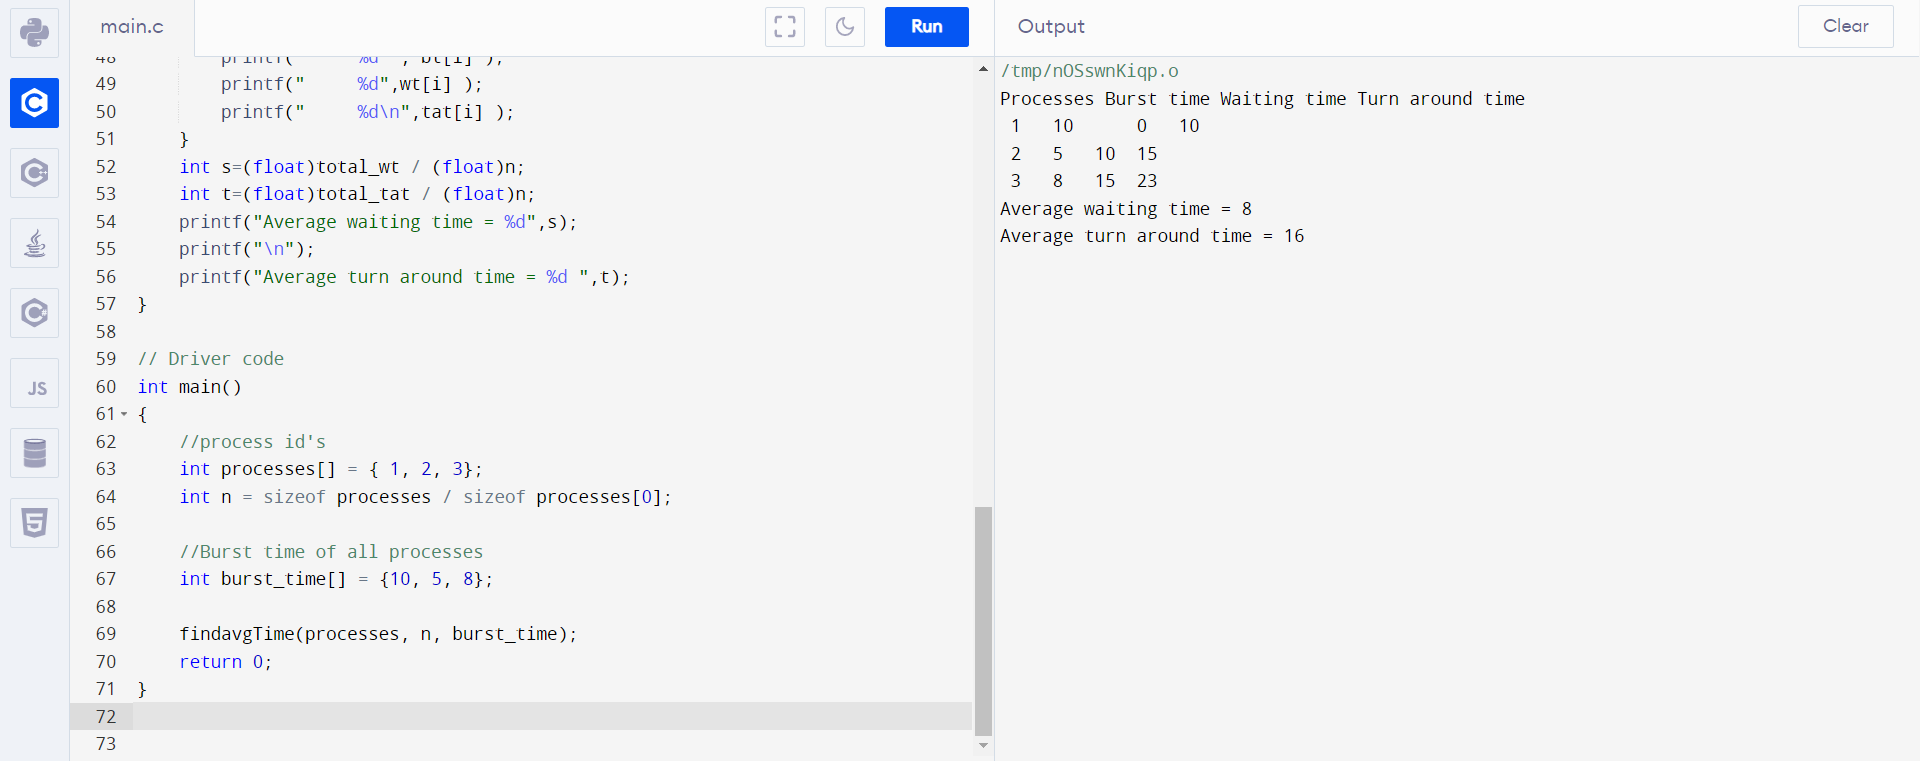 main.c
Run
Output
Clear
JS
48 printf(" %d ", bt[i] );
49 printf(" %d",wt[i] );
50 printf(" %d\n",tat[i] );
51 }
52 int s=(float)total_wt / (float)n;
53 int t=(float)total_tat / (float)n;
54 printf("Average waiting time = %d",s);
55 printf("\n");
56 printf("Average turn around time = %d ",t);
57 }
58
59 // Driver code
60 int main()
61 {
62 //process id's
63 int processes[] = { 1, 2, 3};
64 int n = sizeof processes / sizeof processes[0];
65
66 //Burst time of all processes
67 int burst_time[] = {10, 5, 8};
68
69 findavgTime(processes, n, burst_time);
70 return 0;
71 }
72
73
/tmp/nOSswnKiqp.o
Processes Burst time Waiting time Turn around time
1 10 0 10
2 5 10 15
3 8 15 23
Average waiting time = 8
Average turn around time = 16